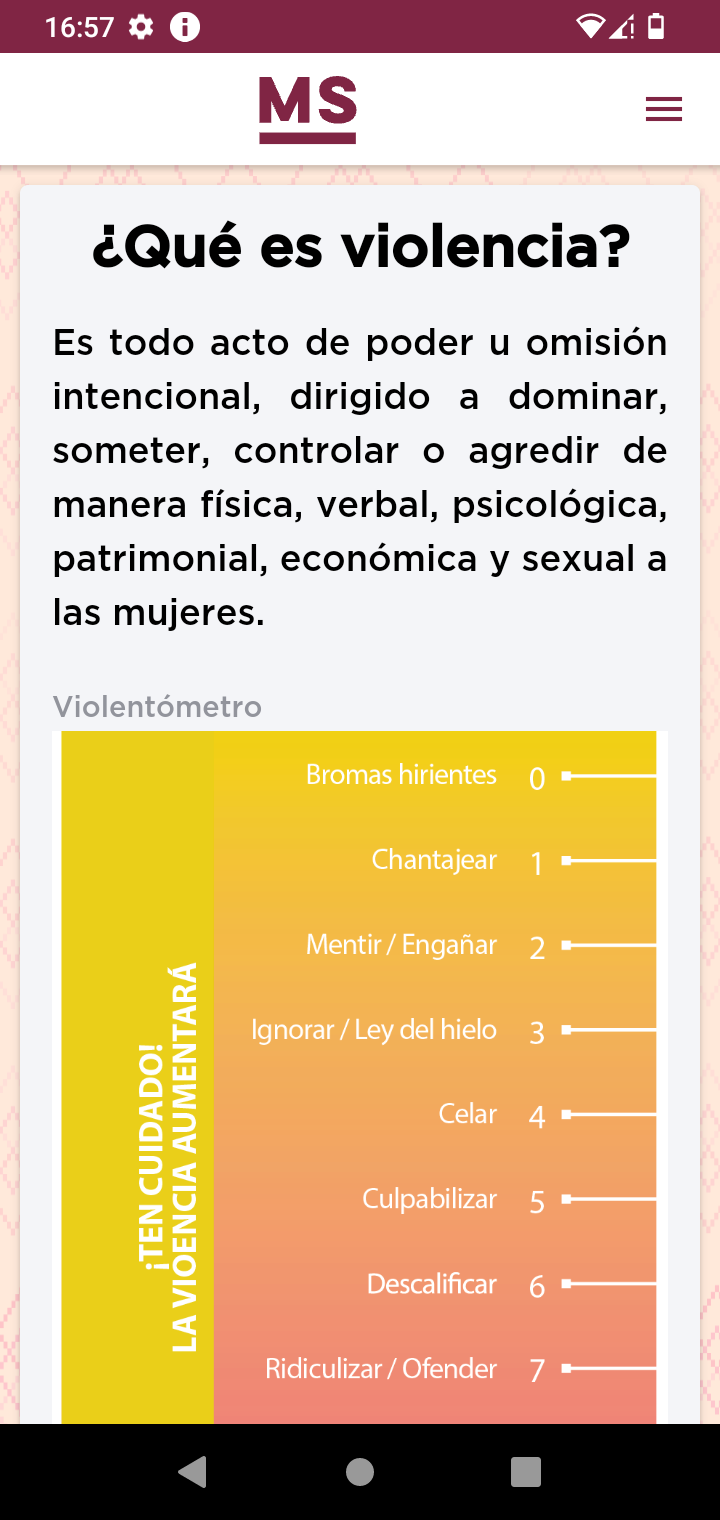 16:57
MS
¿Qué es violencia?
Es todo acto de poder u omisión
intencional, dirigido a dominar,
someter, controlar o agredir de
manera física, verbal, psicológica,
patrimonial, económica y sexual a
las mujeres.
Violentómetro
¡TEN CUIDADO!
LA VIOENCIA AUMENTARÁ
Bromas hirientes 0
Chantajear 1
Mentir / Engañar 2
Ignorar / Ley del hielo 3
Celar 4
Culpabilizar 5
Descalificar 6
Ridiculizar / Ofender 7